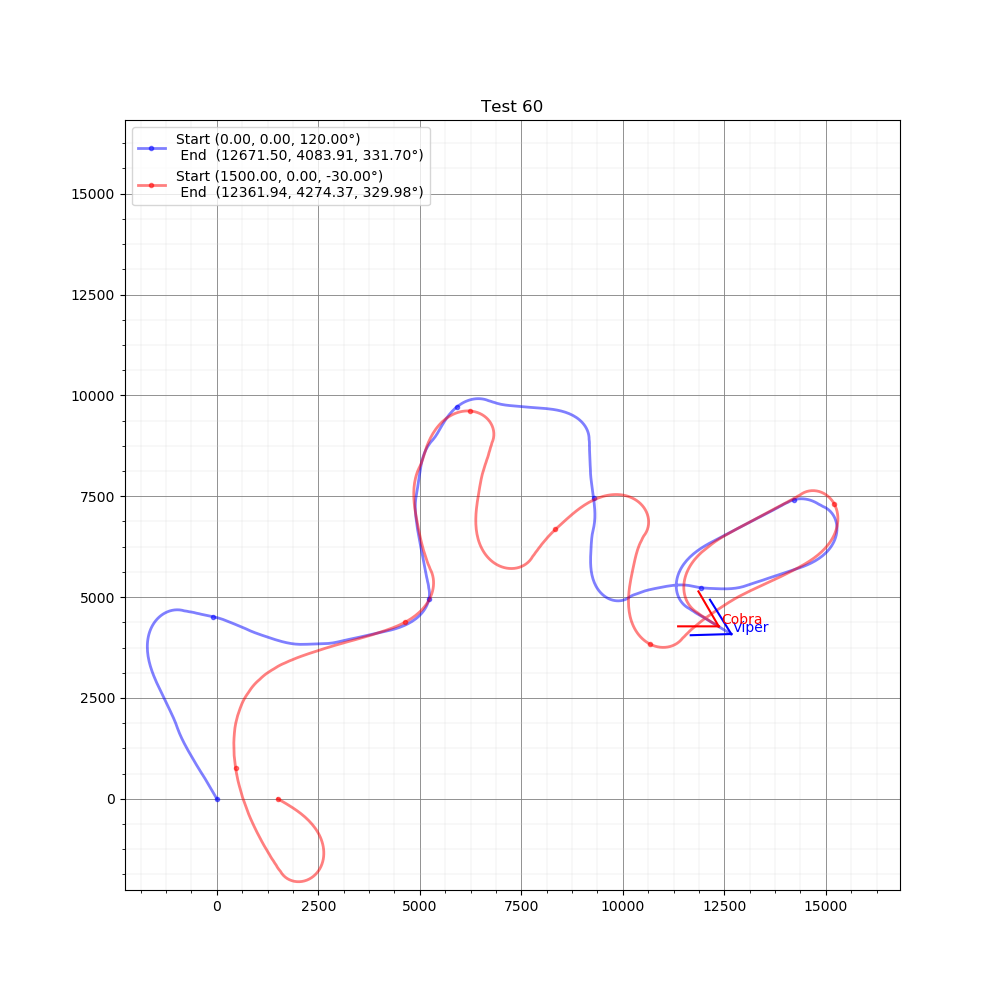 Test 60
Start (0.00, 0.00, 120.00°)
End (12671.50, 4083.91, 331.70°)
Start (1500.00, 0.00, -30.00°)
End (12361.94, 4274.37, 329.98°)
15000
12500
10000
7500
5000
2500
0
Cobra
Viper
0
2500
5000
7500
10000
12500
15000